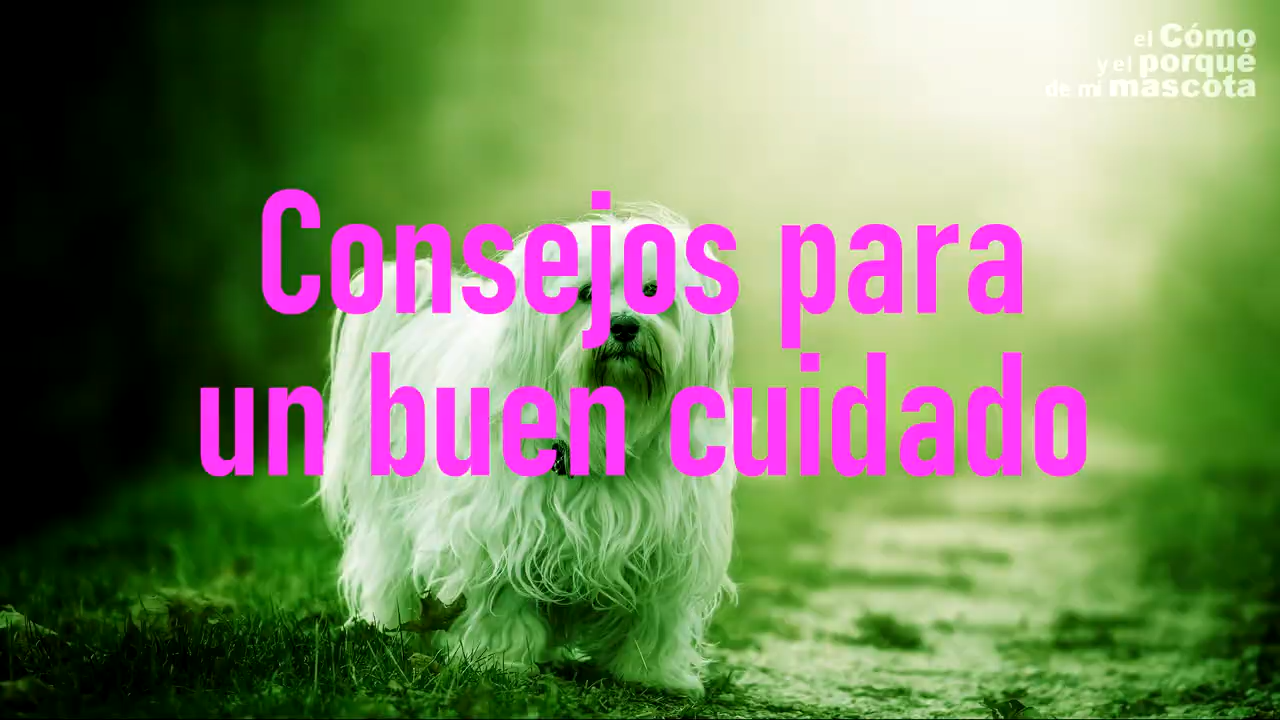 el Cómo
y el porqué
de mi mascota
Consejos para
un buen cuidado